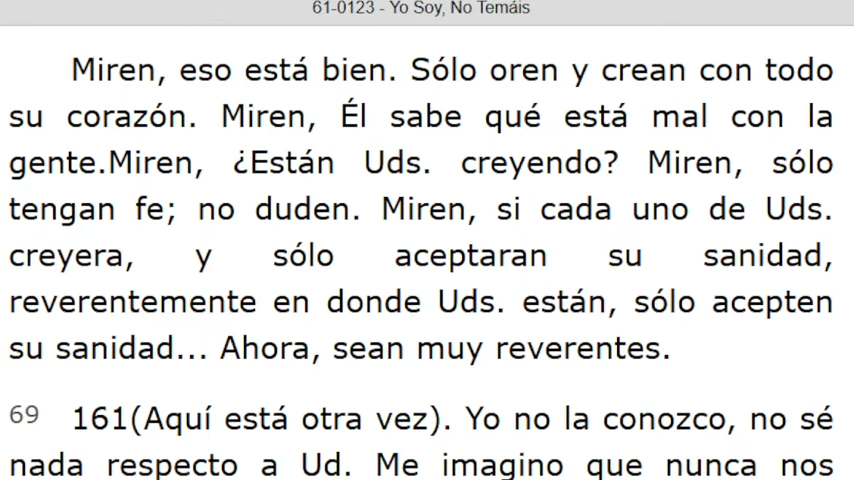 61-0123 - Yo Soy, No Temáis
Miren, eso está bien. Sólo oren y crean con todo
su corazón. Miren, Él sabe qué está mal con la
gente.Miren, ¿Están Uds. creyendo? Miren, sólo
tengan fe; no duden. Miren, si cada uno de Uds.
creyera, y sólo aceptaran su sanidad,
reverentemente en donde Uds. están, sólo acepten
su sanidad... Ahora, sean muy reverentes.
69 161(Aquí está otra vez). Yo no la conozco, no sé
nada respecto a Ud. Me imagino que nunca nos